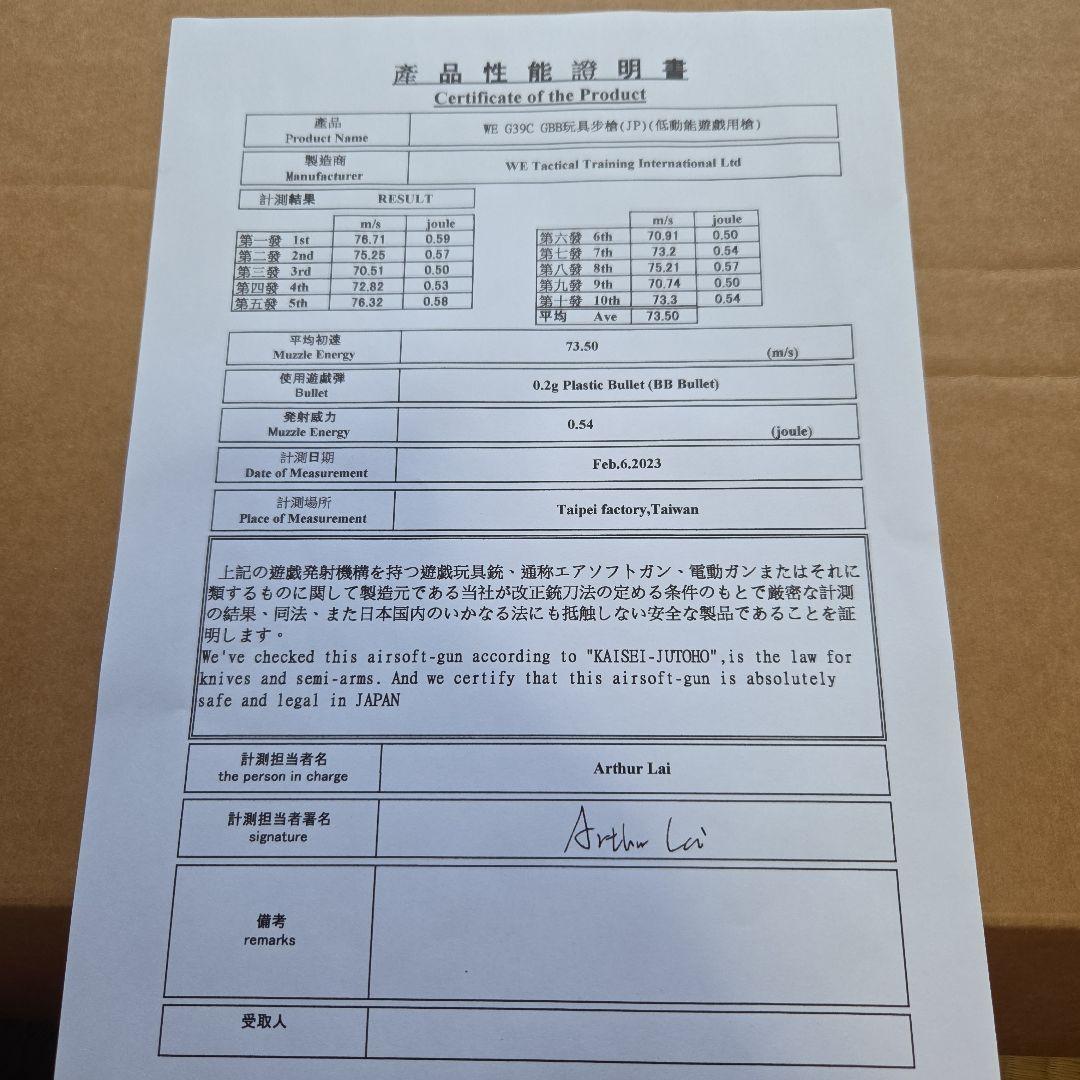 產品性能證明書
Certificate of the Product
產品
Product Name
WE G39C GBB玩具步槍(JP)(低動能遊戲用槍)
製造商
Manufacturer
WE Tactical Training International Ltd
計測結果 RESULT
m/s joule
第一發 1st 76.71 0.59
第二發 2nd 75.25 0.57
第三發 3rd 70.51 0.50
第四發 4th 72.82 0.53
第五發 5th 76.32 0.58
m/s joule
第六發 6th 70.91 0.50
第七發 7th 73.2 0.54
第八發 8th 75.21 0.57
第九發 9th 70.74 0.50
第十發 10th 73.3 0.54
平均 Ave 73.50
平均初速
Muzzle Energy
73.50 (m/s)
使用遊戯弾
Bullet
0.2g Plastic Bullet (BB Bullet)
発射威力
Muzzle Energy
0.54 (joule)
計測日期
Date of Measurement
Feb.6.2023
計測場所
Place of Measurement
Taipei factory,Taiwan
上記の遊戯発射機構を持つ遊戯玩具銃、通称エアソフトガン、電動ガンまたはそれに
類するものに関して製造元である当社が改正銃刀法の定める条件のもとで厳密な計測
の結果、同法、また日本国内のいかなる法にも抵触しない安全な製品であることを証
明します。
We've checked this airsoft-gun according to "KAISEI-JUTOHO",is the law for
knives and semi-arms. And we certify that this airsoft-gun is absolutely
safe and legal in JAPAN
計測担当者名
the person in charge
Arthur Lai
計測担当者署名
signature
Arthur Lai
備考
remarks
受取人